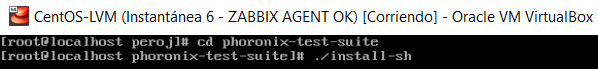 CentOS-LVM (Instantánea 6 - ZABBIX AGENT OK) [Corriendo] - Oracle VM VirtualBox
[root@localhost peroj]# cd phoronix-test-suite
[root@localhost phoronix-test-suite]# ./install-sh